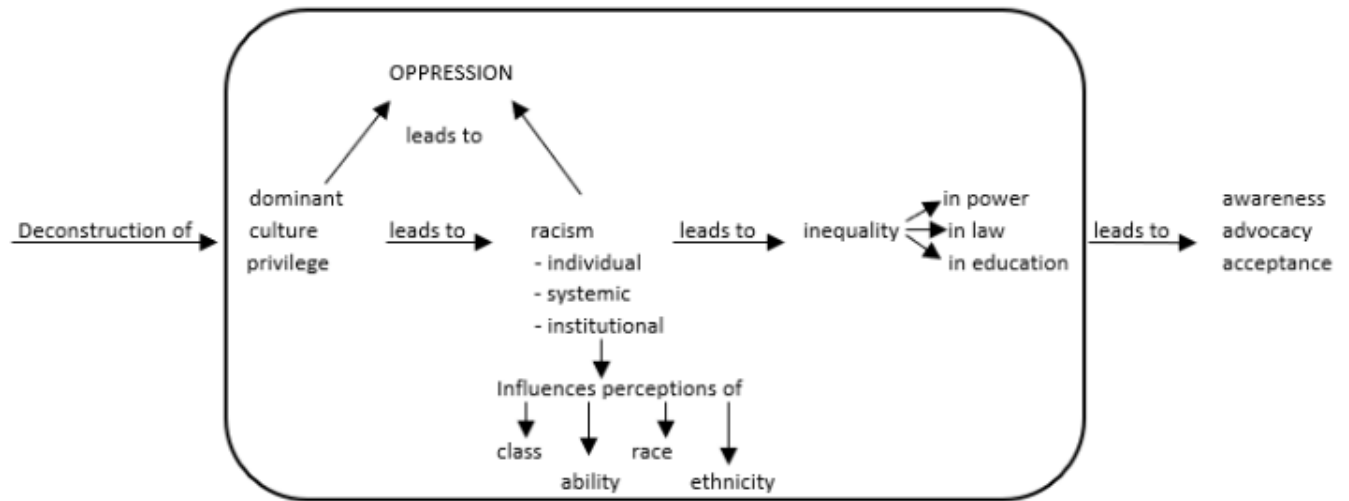 OPPRESSION
leads to
Deconstruction of
dominant
culture
privilege
leads to
racism
- individual
- systemic
- institutional
leads to
inequality
in power
in law
in education
leads to
awareness
advocacy
acceptance
Influences perceptions of
class
ability
race
ethnicity